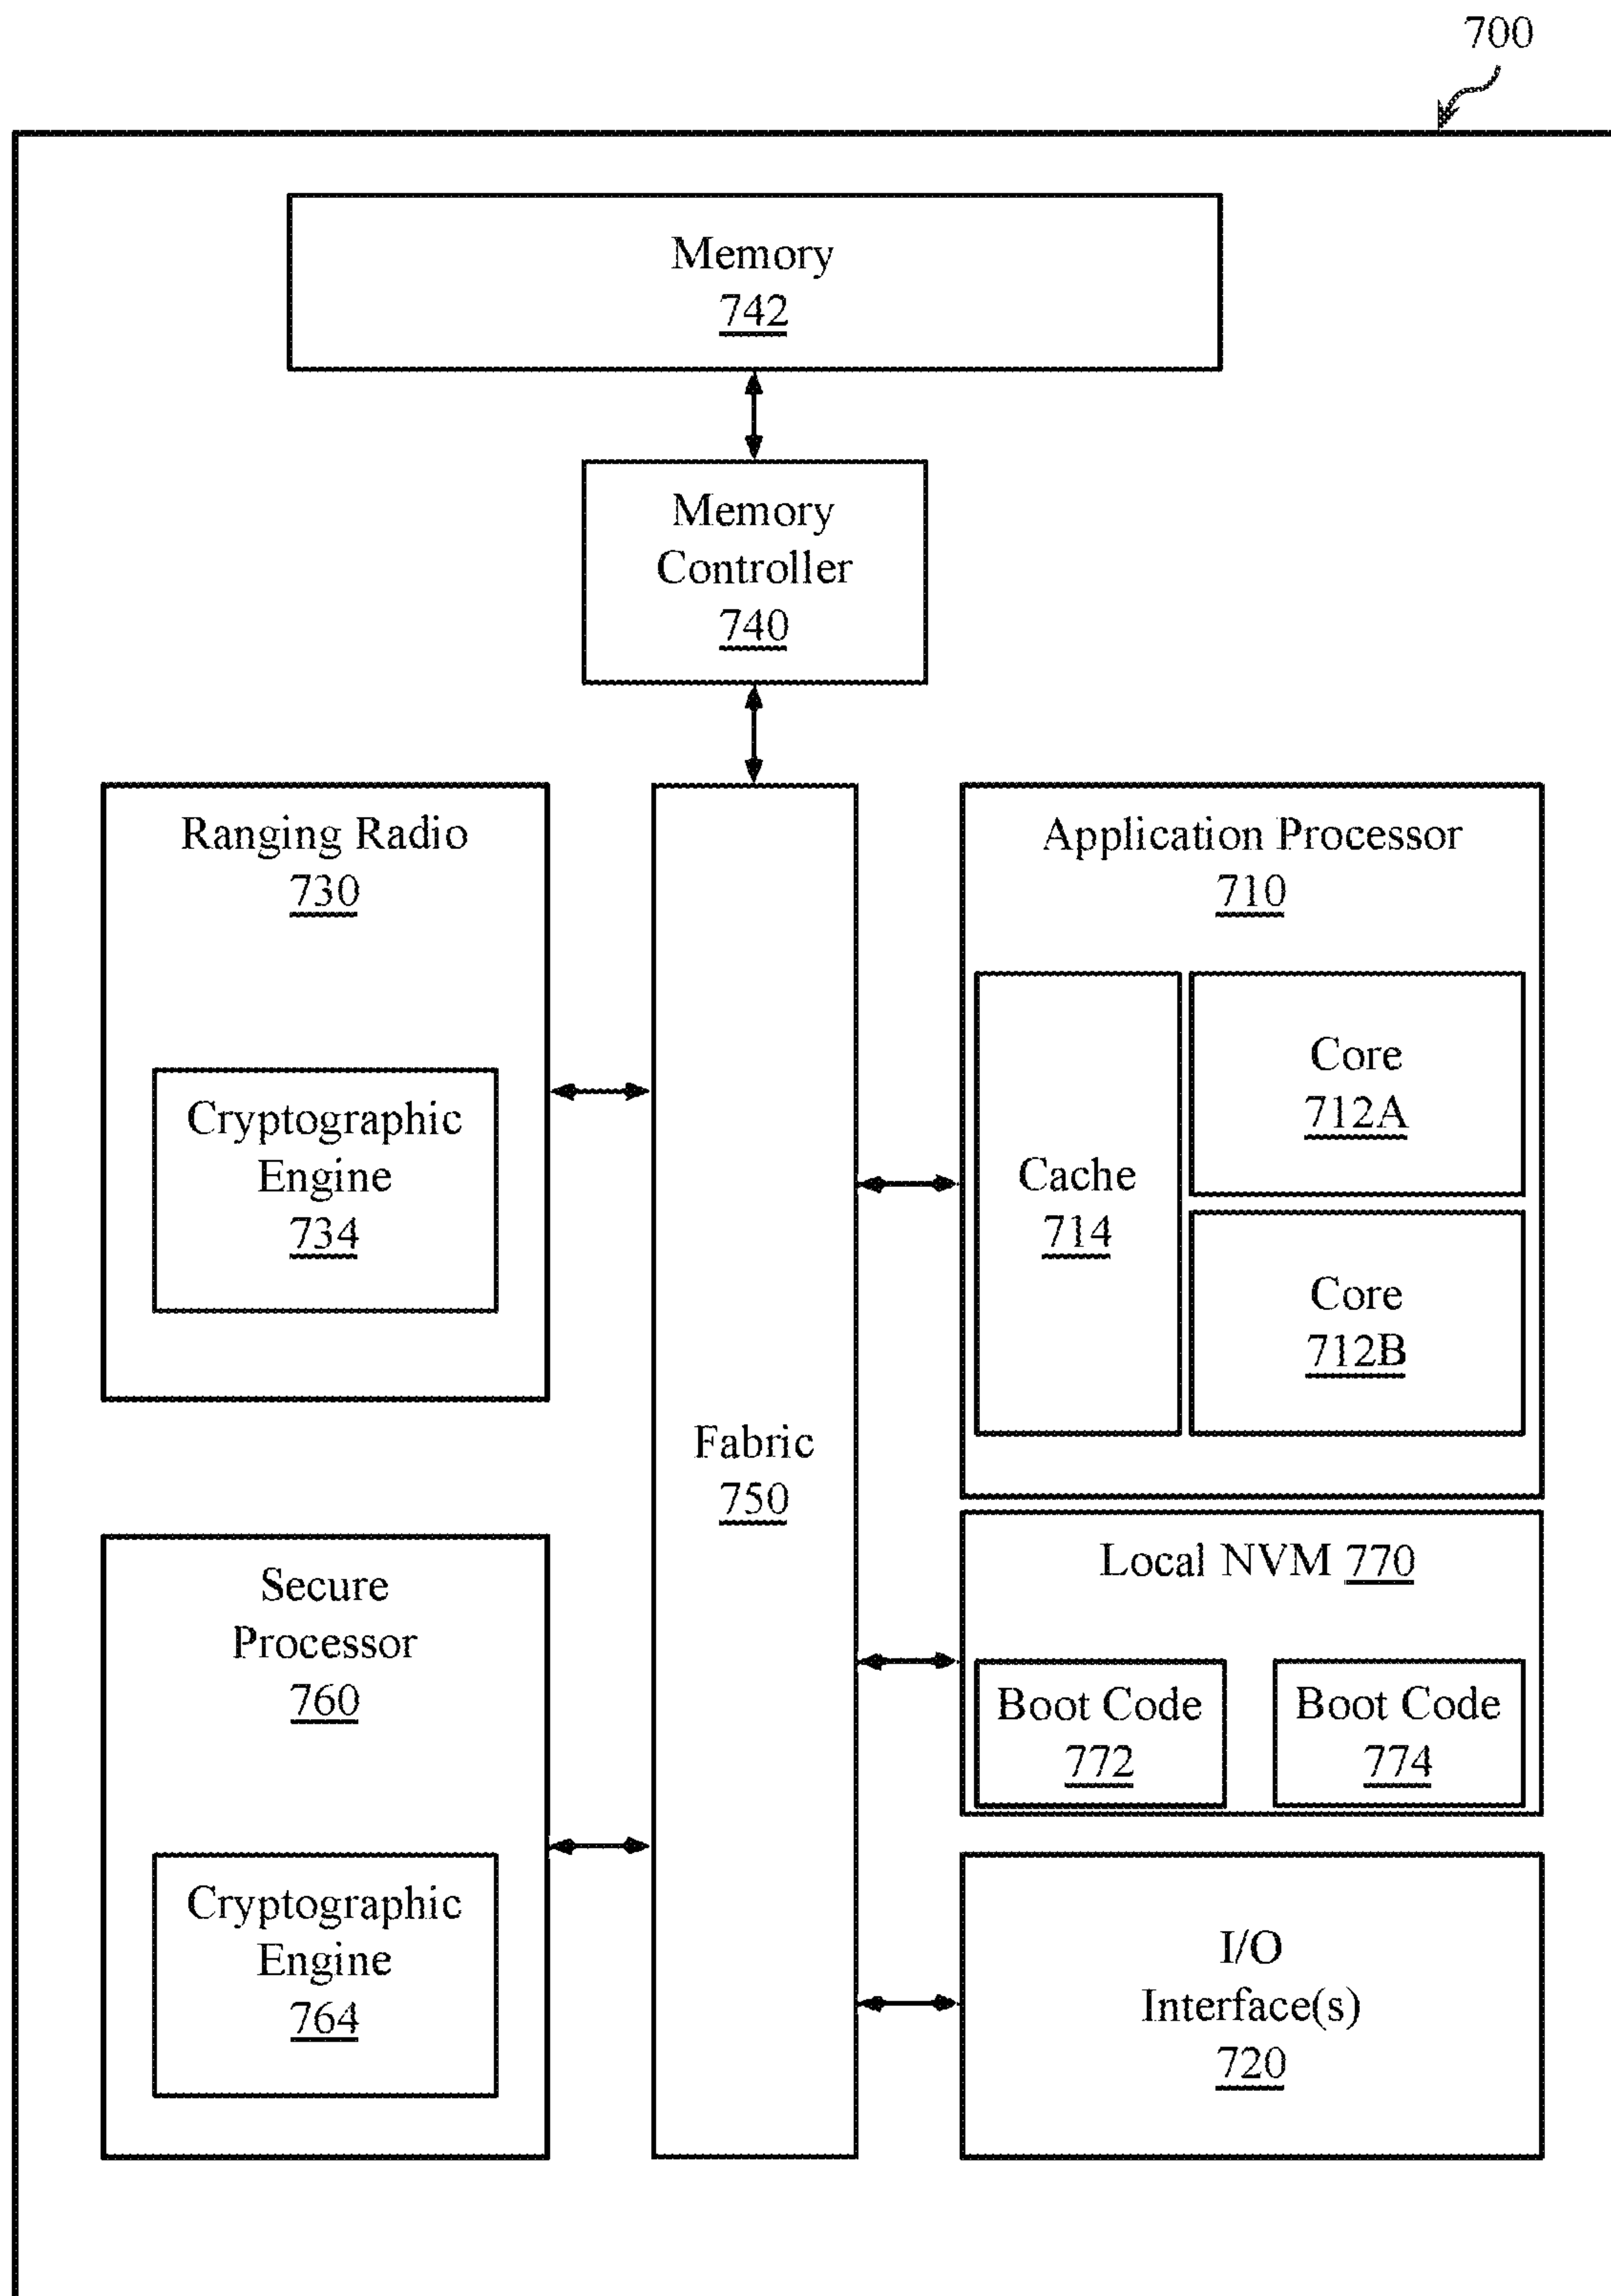 700
Memory
742
Memory
Controller
740
Ranging Radio
730
Cryptographic
Engine
734
Application Processor
710
Cache
714
Core
712A
Core
712B
Fabric
750
Secure
Processor
760
Cryptographic
Engine
764
Local NVM 770
Boot Code
772
Boot Code
774
I/O
Interface(s)
720